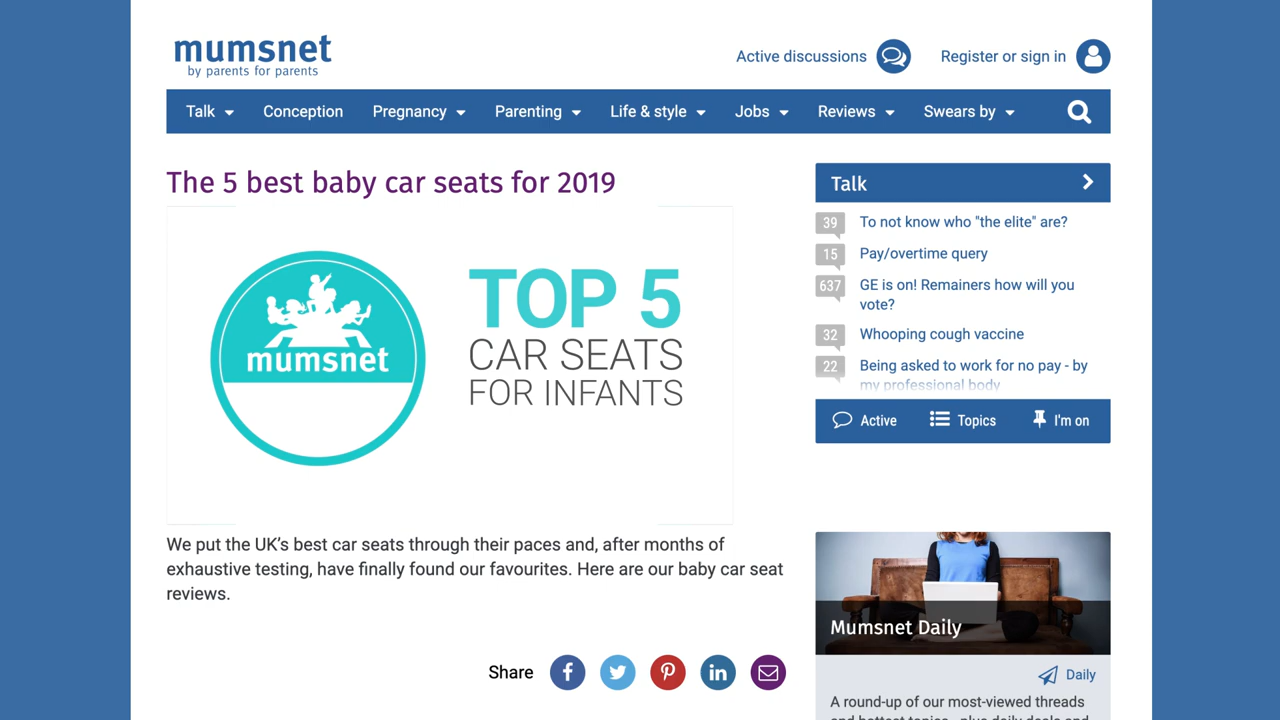 mumsnet
by parents for parents
Active discussions
Register or sign in
Talk
Conception
Pregnancy
Parenting
Life & style
Jobs
Reviews
Swears by
The 5 best baby car seats for 2019
mumsnet
TOP 5
CAR SEATS
FOR INFANTS
We put the UK’s best car seats through their paces and, after months of
exhaustive testing, have finally found our favourites. Here are our baby car seat
reviews.
Share
Talk
39 To not know who "the elite" are?
15 Pay/overtime query
637 GE is on! Remainers how will you
vote?
32 Whooping cough vaccine
22 Being asked to work for no pay - by
my professional body
Active
Topics
I'm on
Mumsnet Daily
Daily
A round-up of our most-viewed threads
and hottest topics - plus daily deals and